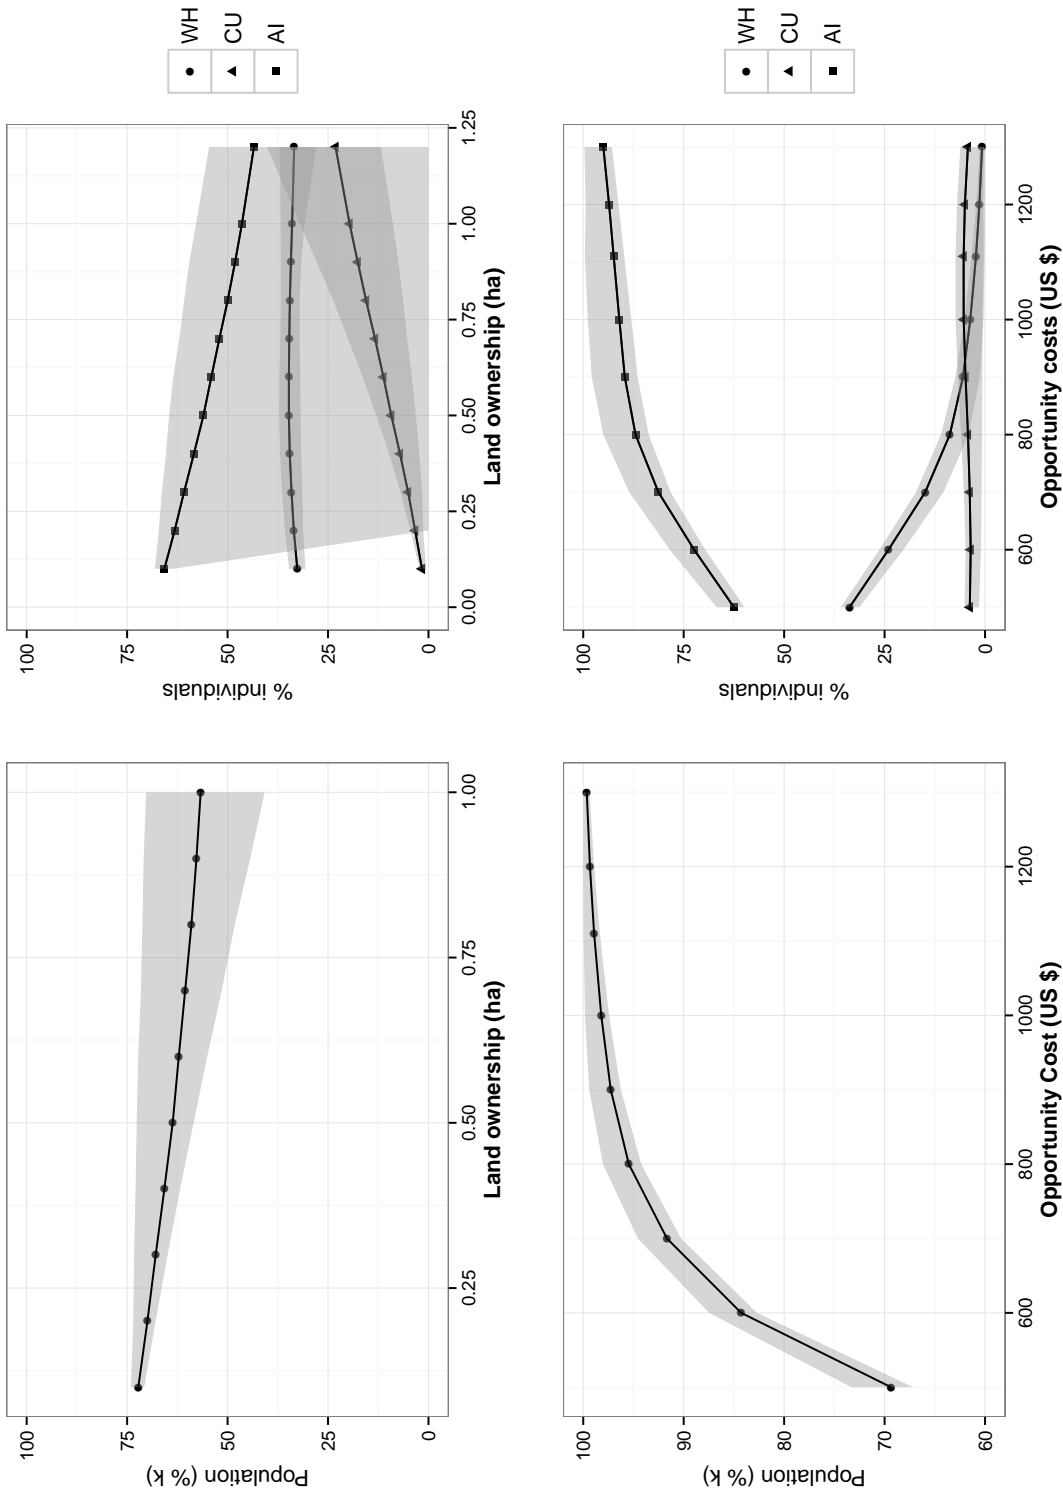 Population (% k)
100
75
50
25
0
0.25
0.50
0.75
1.00
Land ownership (ha)
% individuals
100
75
50
25
0
0.00
0.25
0.50
0.75
1.00
1.25
Land ownership (ha)
WH
CU
AI
Population (% k)
100
90
80
70
60
600
800
1000
1200
Opportunity Cost (US $)
% individuals
100
75
50
25
0
600
800
1000
1200
Opportunity costs (US $)
WH
CU
AI